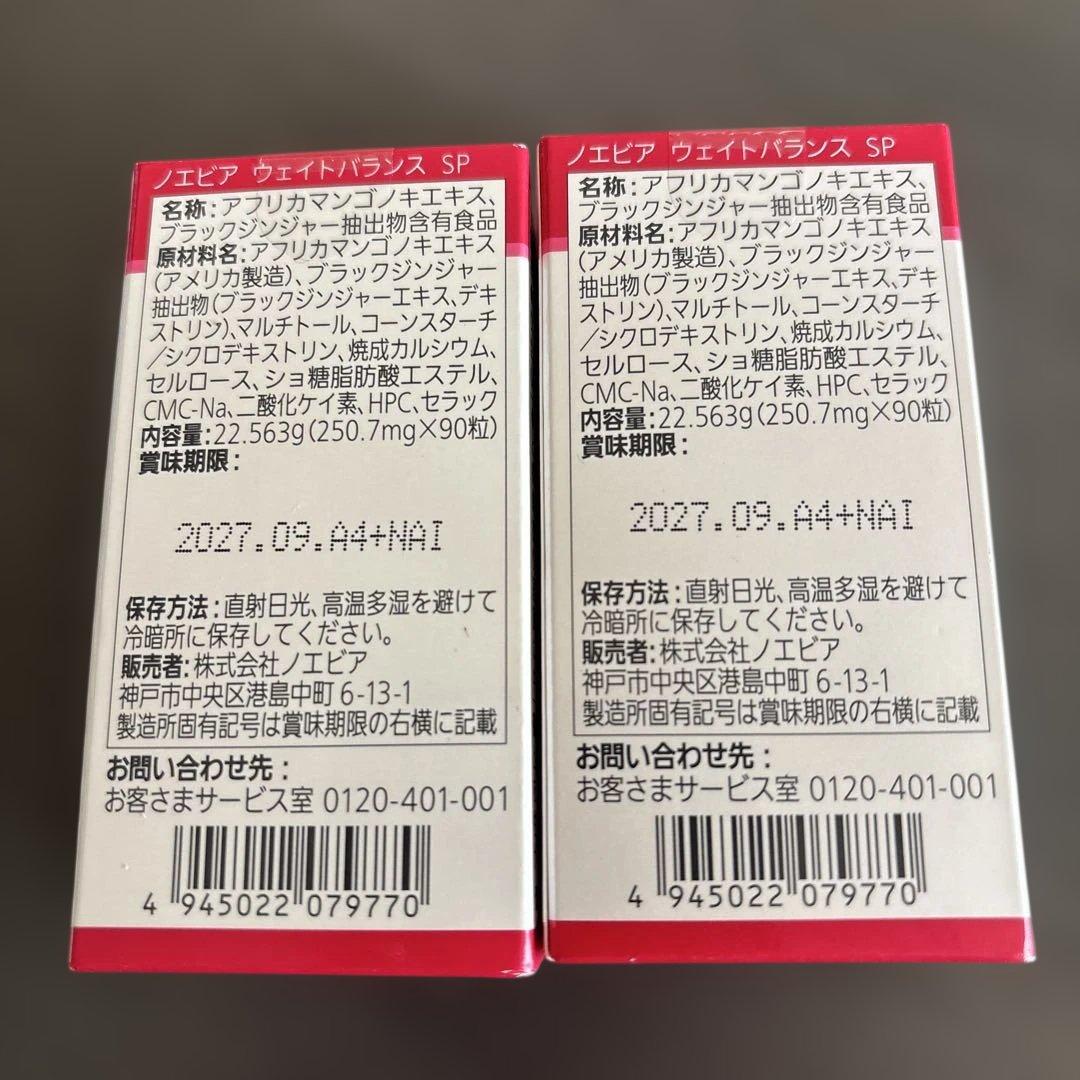 ノエビア ウェイトバランス SP
名称:アフリカマンゴノキエキス、
ブラックジンジャー抽出物含有食品
原材料名:アフリカマンゴノキエキス
(アメリカ製造)、ブラックジンジャー
抽出物(ブラックジンジャーエキス、デキ
ストリン)、マルチトール、コーンスターチ
/シクロデキストリン、焼成カルシウム、
セルロース、ショ糖脂肪酸エステル、
CMC-Na、二酸化ケイ素、HPC、セラック
内容量:22.563g(250.7mg×90粒)
賞味期限:
2027.09.A4+NAI
保存方法:直射日光、高温多湿を避けて
冷暗所に保存してください。
販売者:株式会社ノエビア
神戸市中央区港島中町6-13-1
製造所固有記号は賞味期限の右横に記載
お問い合わせ先:
お客さまサービス室 0120-401-001
4 945022 079770
ノエビア ウェイトバランス SP
名称:アフリカマンゴノキエキス、
ブラックジンジャー抽出物含有食品
原材料名:アフリカマンゴノキエキス
(アメリカ製造)、ブラックジンジャー
抽出物(ブラックジンジャーエキス、デキ
ストリン)、マルチトール、コーンスターチ
/シクロデキストリン、焼成カルシウム、
セルロース、ショ糖脂肪酸エステル、
CMC-Na、二酸化ケイ素、HPC、セラック
内容量:22.563g(250.7mg×90粒)
賞味期限:
2027.09.A4+NAI
保存方法:直射日光、高温多湿を避けて
冷暗所に保存してください。
販売者:株式会社ノエビア
神戸市中央区港島中町6-13-1
製造所固有記号は賞味期限の右横に記載
お問い合わせ先:
お客さまサービス室 0120-401-001
4 945022 079770